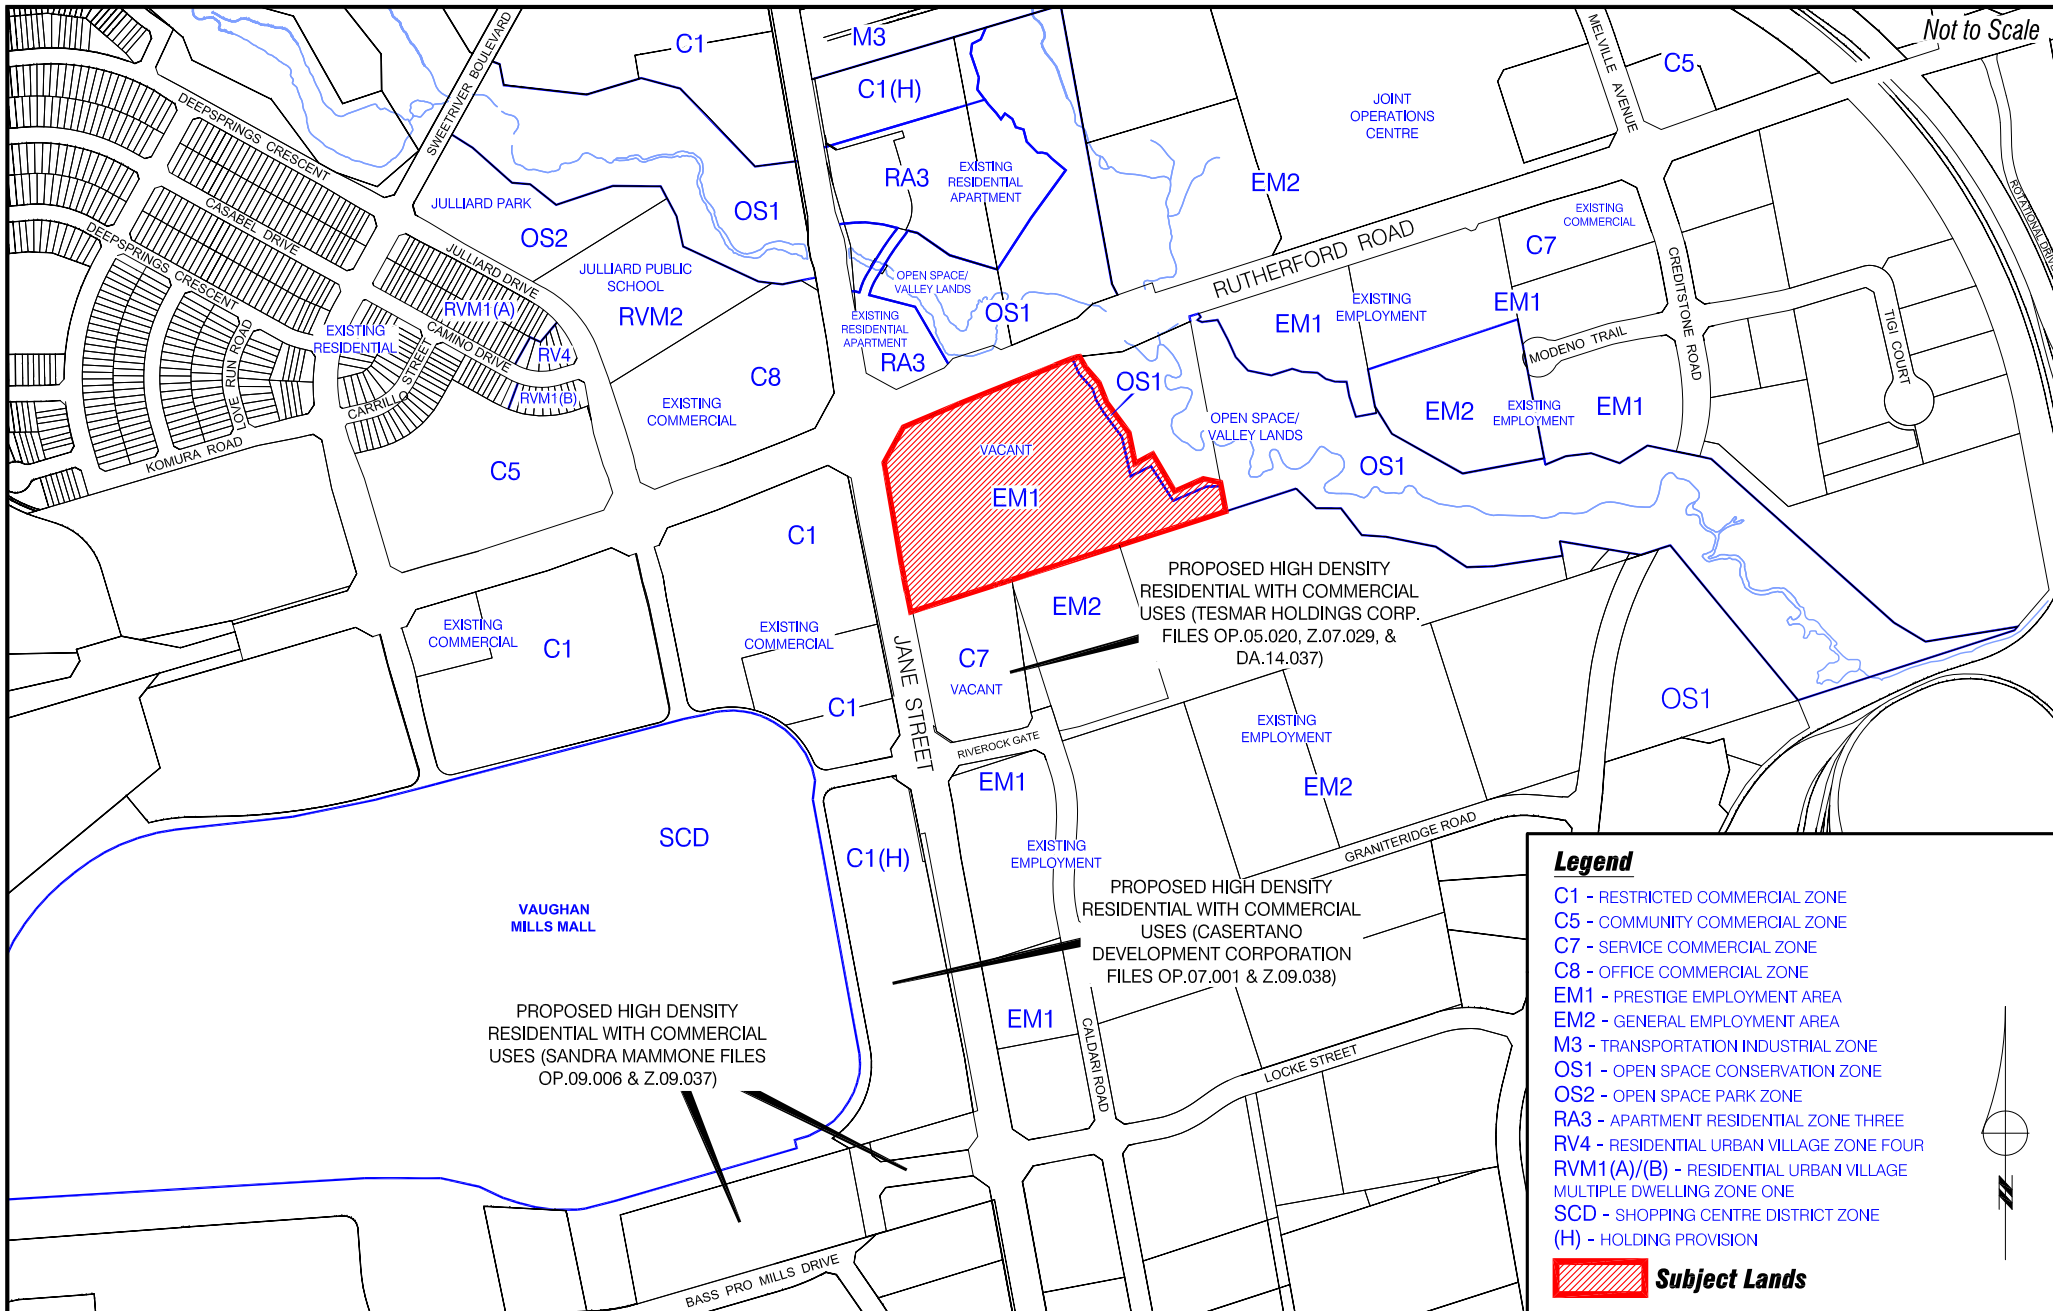 Not to Scale
M3
C1
C1(H)
C5
MELVILLE AVENUE
SWEETRIVER BOULEVARD
JOINT
OPERATIONS
CENTRE
DEEPSPRINGS CRESCENT
CASABEL DRIVE
DEEPSPRINGS CRESCENT
JULLIARD PARK
OS2
OS1
RA3
EXISTING
RESIDENTIAL
APARTMENT
EM2
ROTATIONAL DRIVE
EXISTING
COMMERCIAL
C7
JULLIARD DRIVE
JULLIARD PUBLIC
SCHOOL
RVM2
OPEN SPACE/
VALLEY LANDS
OS1
RUTHERFORD ROAD
CREDITSTONE ROAD
RVM1(A)
EXISTING
RESIDENTIAL
CAMINO DRIVE
RV4
RVM1(B)
LOVE RUN ROAD
CARRILLO STREET
KOMURA ROAD
EXISTING
RESIDENTIAL
APARTMENT
RA3
EM1
EXISTING
EMPLOYMENT
EM1
MODENO TRAIL
TIGI COURT
C8
EXISTING
COMMERCIAL
OS1
OPEN SPACE/
VALLEY LANDS
EM2
EXISTING
EMPLOYMENT
EM1
C5
VACANT
EM1
OS1
C1
EM2
PROPOSED HIGH DENSITY
RESIDENTIAL WITH COMMERCIAL
USES (TESMAR HOLDINGS CORP.
FILES OP.05.020, Z.07.029, &
DA.14.037)
EXISTING
COMMERCIAL
C1
EXISTING
COMMERCIAL
C1
JANE STREET
C7
VACANT
RIVEROCK GATE
OS1
EXISTING
EMPLOYMENT
EM2
EM1
GRANITERIDGE ROAD
SCD
C1(H)
EXISTING
EMPLOYMENT
VAUGHAN
MILLS MALL
PROPOSED HIGH DENSITY
RESIDENTIAL WITH COMMERCIAL
USES (CASERTANO
DEVELOPMENT CORPORATION
FILES OP.07.001 & Z.09.038)
EM1
CALDARI ROAD
LOCKE STREET
PROPOSED HIGH DENSITY
RESIDENTIAL WITH COMMERCIAL
USES (SANDRA MAMMONE FILES
OP.09.006 & Z.09.037)
BASS PRO MILLS DRIVE
Legend
C1 - RESTRICTED COMMERCIAL ZONE
C5 - COMMUNITY COMMERCIAL ZONE
C7 - SERVICE COMMERCIAL ZONE
C8 - OFFICE COMMERCIAL ZONE
EM1 - PRESTIGE EMPLOYMENT AREA
EM2 - GENERAL EMPLOYMENT AREA
M3 - TRANSPORTATION INDUSTRIAL ZONE
OS1 - OPEN SPACE CONSERVATION ZONE
OS2 - OPEN SPACE PARK ZONE
RA3 - APARTMENT RESIDENTIAL ZONE THREE
RV4 - RESIDENTIAL URBAN VILLAGE ZONE FOUR
RVM1(A)/(B) - RESIDENTIAL URBAN VILLAGE
MULTIPLE DWELLING ZONE ONE
SCD - SHOPPING CENTRE DISTRICT ZONE
(H) - HOLDING PROVISION
Subject Lands
N